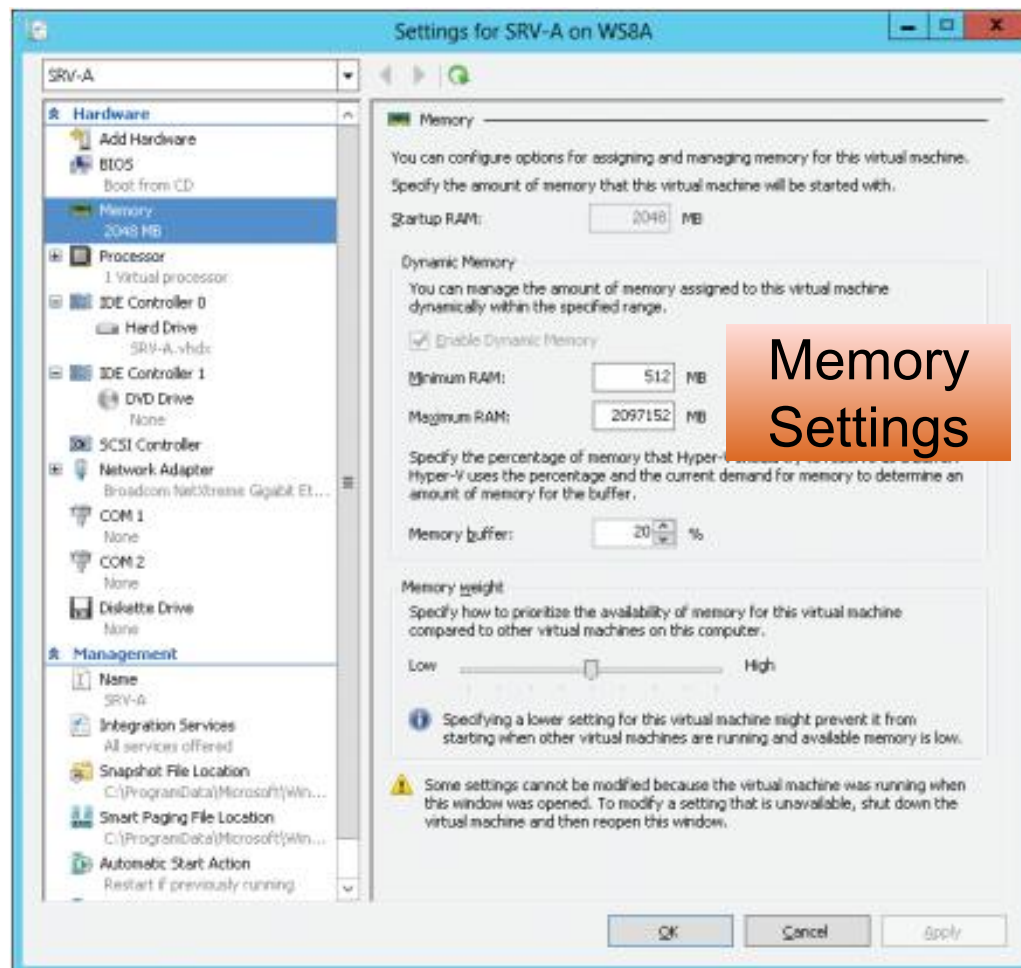 Settings for SRV-A on WS8A
SRV-A
Hardware
Add Hardware
BIOS
Boot from CD
Memory
2048 MB
Processor
1 Virtual processor
IDE Controller 0
Hard Drive
SRV-A.vhdx
IDE Controller 1
DVD Drive
None
SCSI Controller
Network Adapter
Broadcom NetXtreme Gigabit Et...
COM 1
None
COM 2
None
Diskette Drive
None
Management
Name
SRV-A
Integration Services
All services offered
Snapshot File Location
C:\ProgramData\Microsoft\Win...
Smart Paging File Location
C:\ProgramData\Microsoft\Win...
Automatic Start Action
Restart if previously running
Memory
You can configure options for assigning and managing memory for this virtual machine.
Specify the amount of memory that this virtual machine will be started with.
Startup RAM: 2048 MB
Dynamic Memory
You can manage the amount of memory assigned to this virtual machine
dynamically within the specified range.
Enable Dynamic Memory
Minimum RAM: 512 MB
Maximum RAM: 2097152 MB
Memory
Settings
Specify the percentage of memory that Hyper-V
Hyper-V uses the percentage and the current demand for memory to determine an
amount of memory for the buffer.
Memory buffer: 20 %
Memory weight
Specify how to prioritize the availability of memory for this virtual machine
compared to other virtual machines on this computer.
Low High
Specifying a lower setting for this virtual machine might prevent it from
starting when other virtual machines are running and available memory is low.
Some settings cannot be modified because the virtual machine was running when
this window was opened. To modify a setting that is unavailable, shut down the
virtual machine and then reopen this window.
OK Cancel Apply